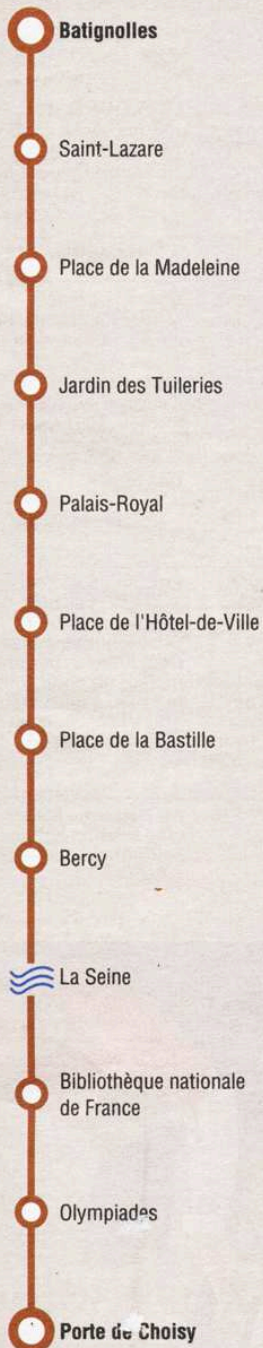 Batignolles
Saint-Lazare
Place de la Madeleine
Jardin des Tuileries
Palais-Royal
Place de l'Hôtel-de-Ville
Place de la Bastille
Bercy
La Seine
Bibliothèque nationale
de France
Olympiades
Porte de Choisy